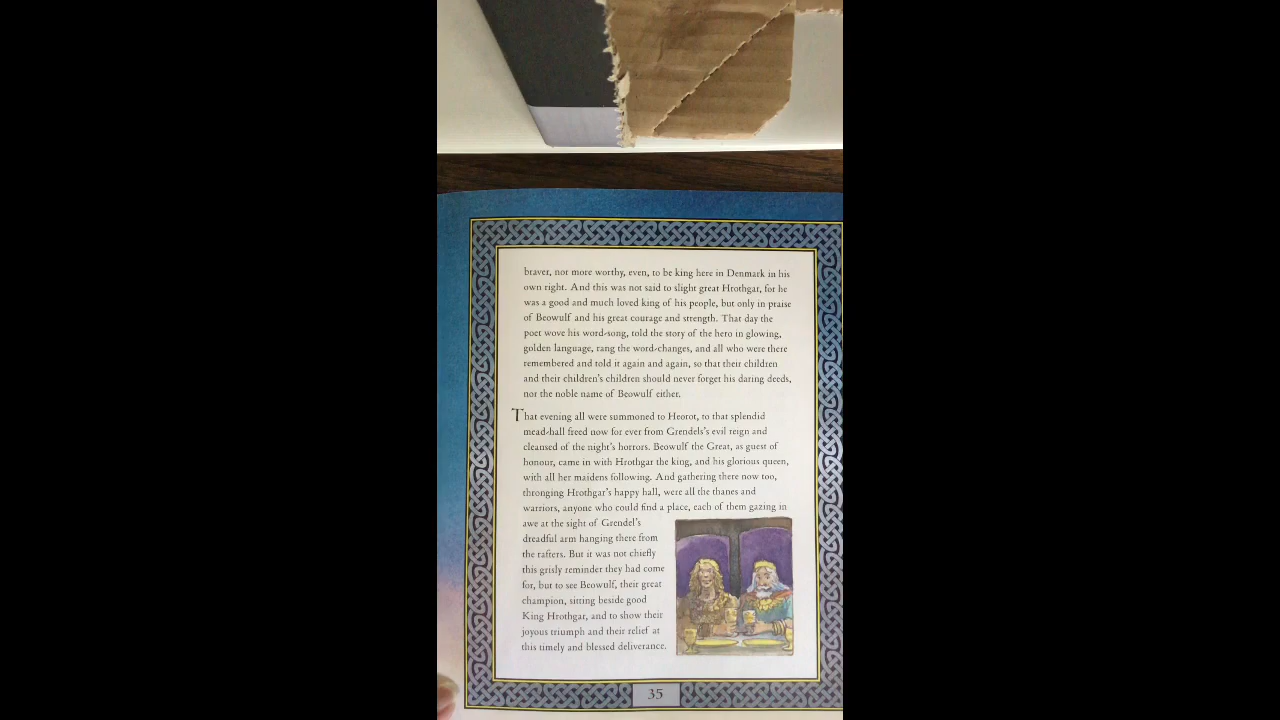 braver, nor more worthy, even, to be king here in Denmark in his
own right. And this was not said to slight great Hrothgar, for he
was a good and much loved king of his people, but only in praise
of Beowulf and his great courage and strength. That day the
poet wove his word-song, told the story of the hero in glowing,
golden language, rang the word-changes, and all who were there
remembered and told it again and again, so that their children
and their children's children should never forget his daring deeds,
nor the noble name of Beowulf either.
That evening all were summoned to Heorot, to that splendid
mead-hall freed now for ever from Grendels's evil reign and
cleansed of the night's horrors. Beowulf the Great, as guest of
honour, came in with Hrothgar the king, and his glorious queen,
with all her maidens following. And gathering there now too,
thronging Hrothgar's happy hall, were all the thanes and
warriors, anyone who could find a place, each of them gazing in
awe at the sight of Grendel's
dreadful arm hanging there from
the rafters. But it was not chiefly
this grisly reminder they had come
for, but to see Beowulf, their great
champion, sitting beside good
King Hrothgar, and to show their
joyous triumph and their relief at
this timely and blessed deliverance.
35